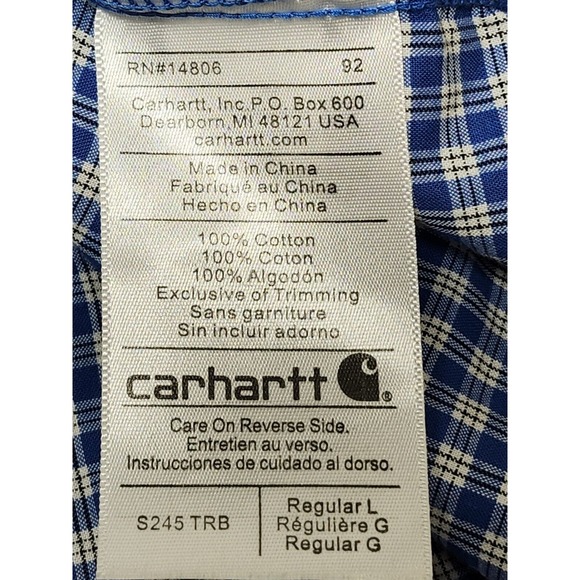 RN#14806 92
Carhartt, Inc.P.O. Box 600
Dearborn, MI 48121 USA
carhartt.com
Made in China
Fabriqué au China
Hecho en China
100% Cotton
100% Coton
100% Algodón
Exclusive of Trimming
Sans garniture
Sin incluir adorno
carhartt ®
Care On Reverse Side.
Entretien au verso.
Instrucciones de cuidado al dorso.
S245 TRB
Regular L
Régulière G
Regular G